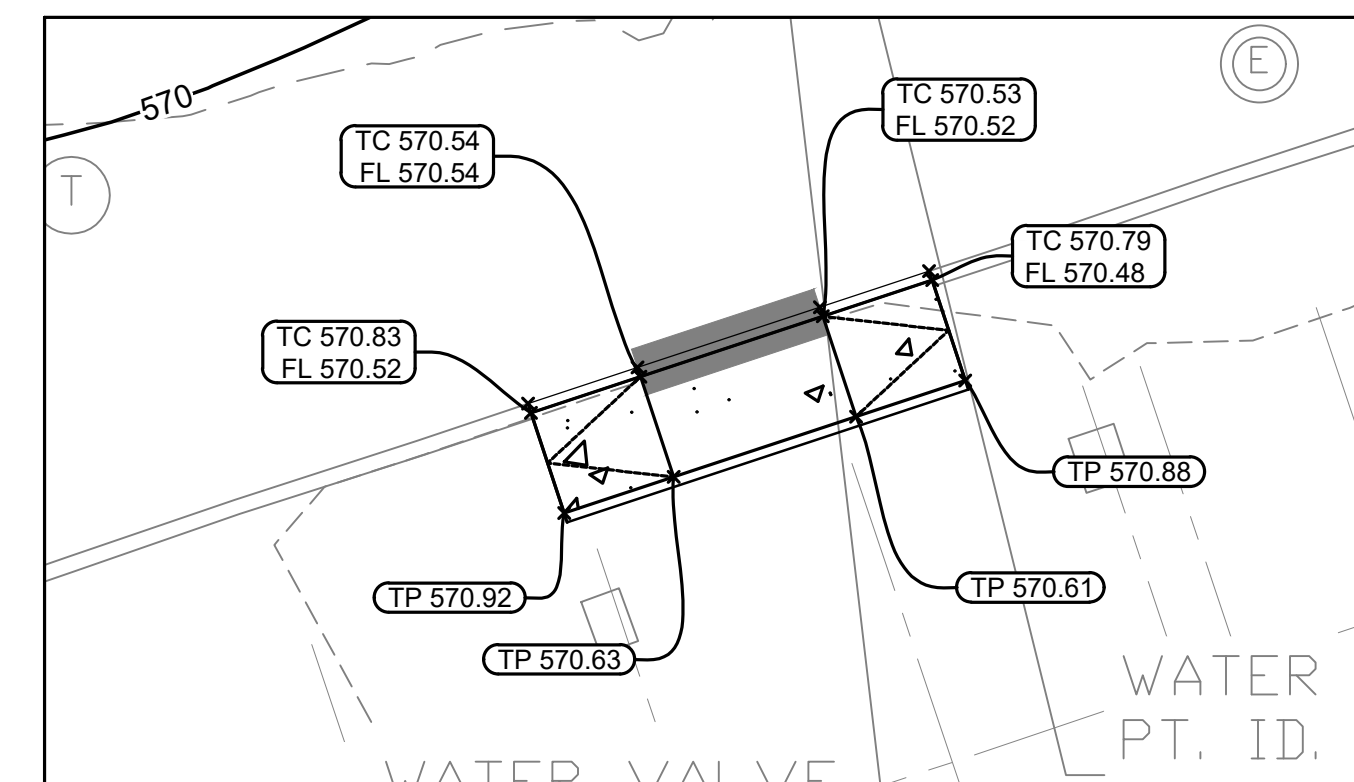 570
TC 570.54
FL 570.54
TC 570.53
FL 570.52
E
T
TC 570.79
FL 570.48
TC 570.83
FL 570.52
TP 570.88
TP 570.92
TP 570.61
TP 570.63
WATER
PT. ID.
WATER VALVE